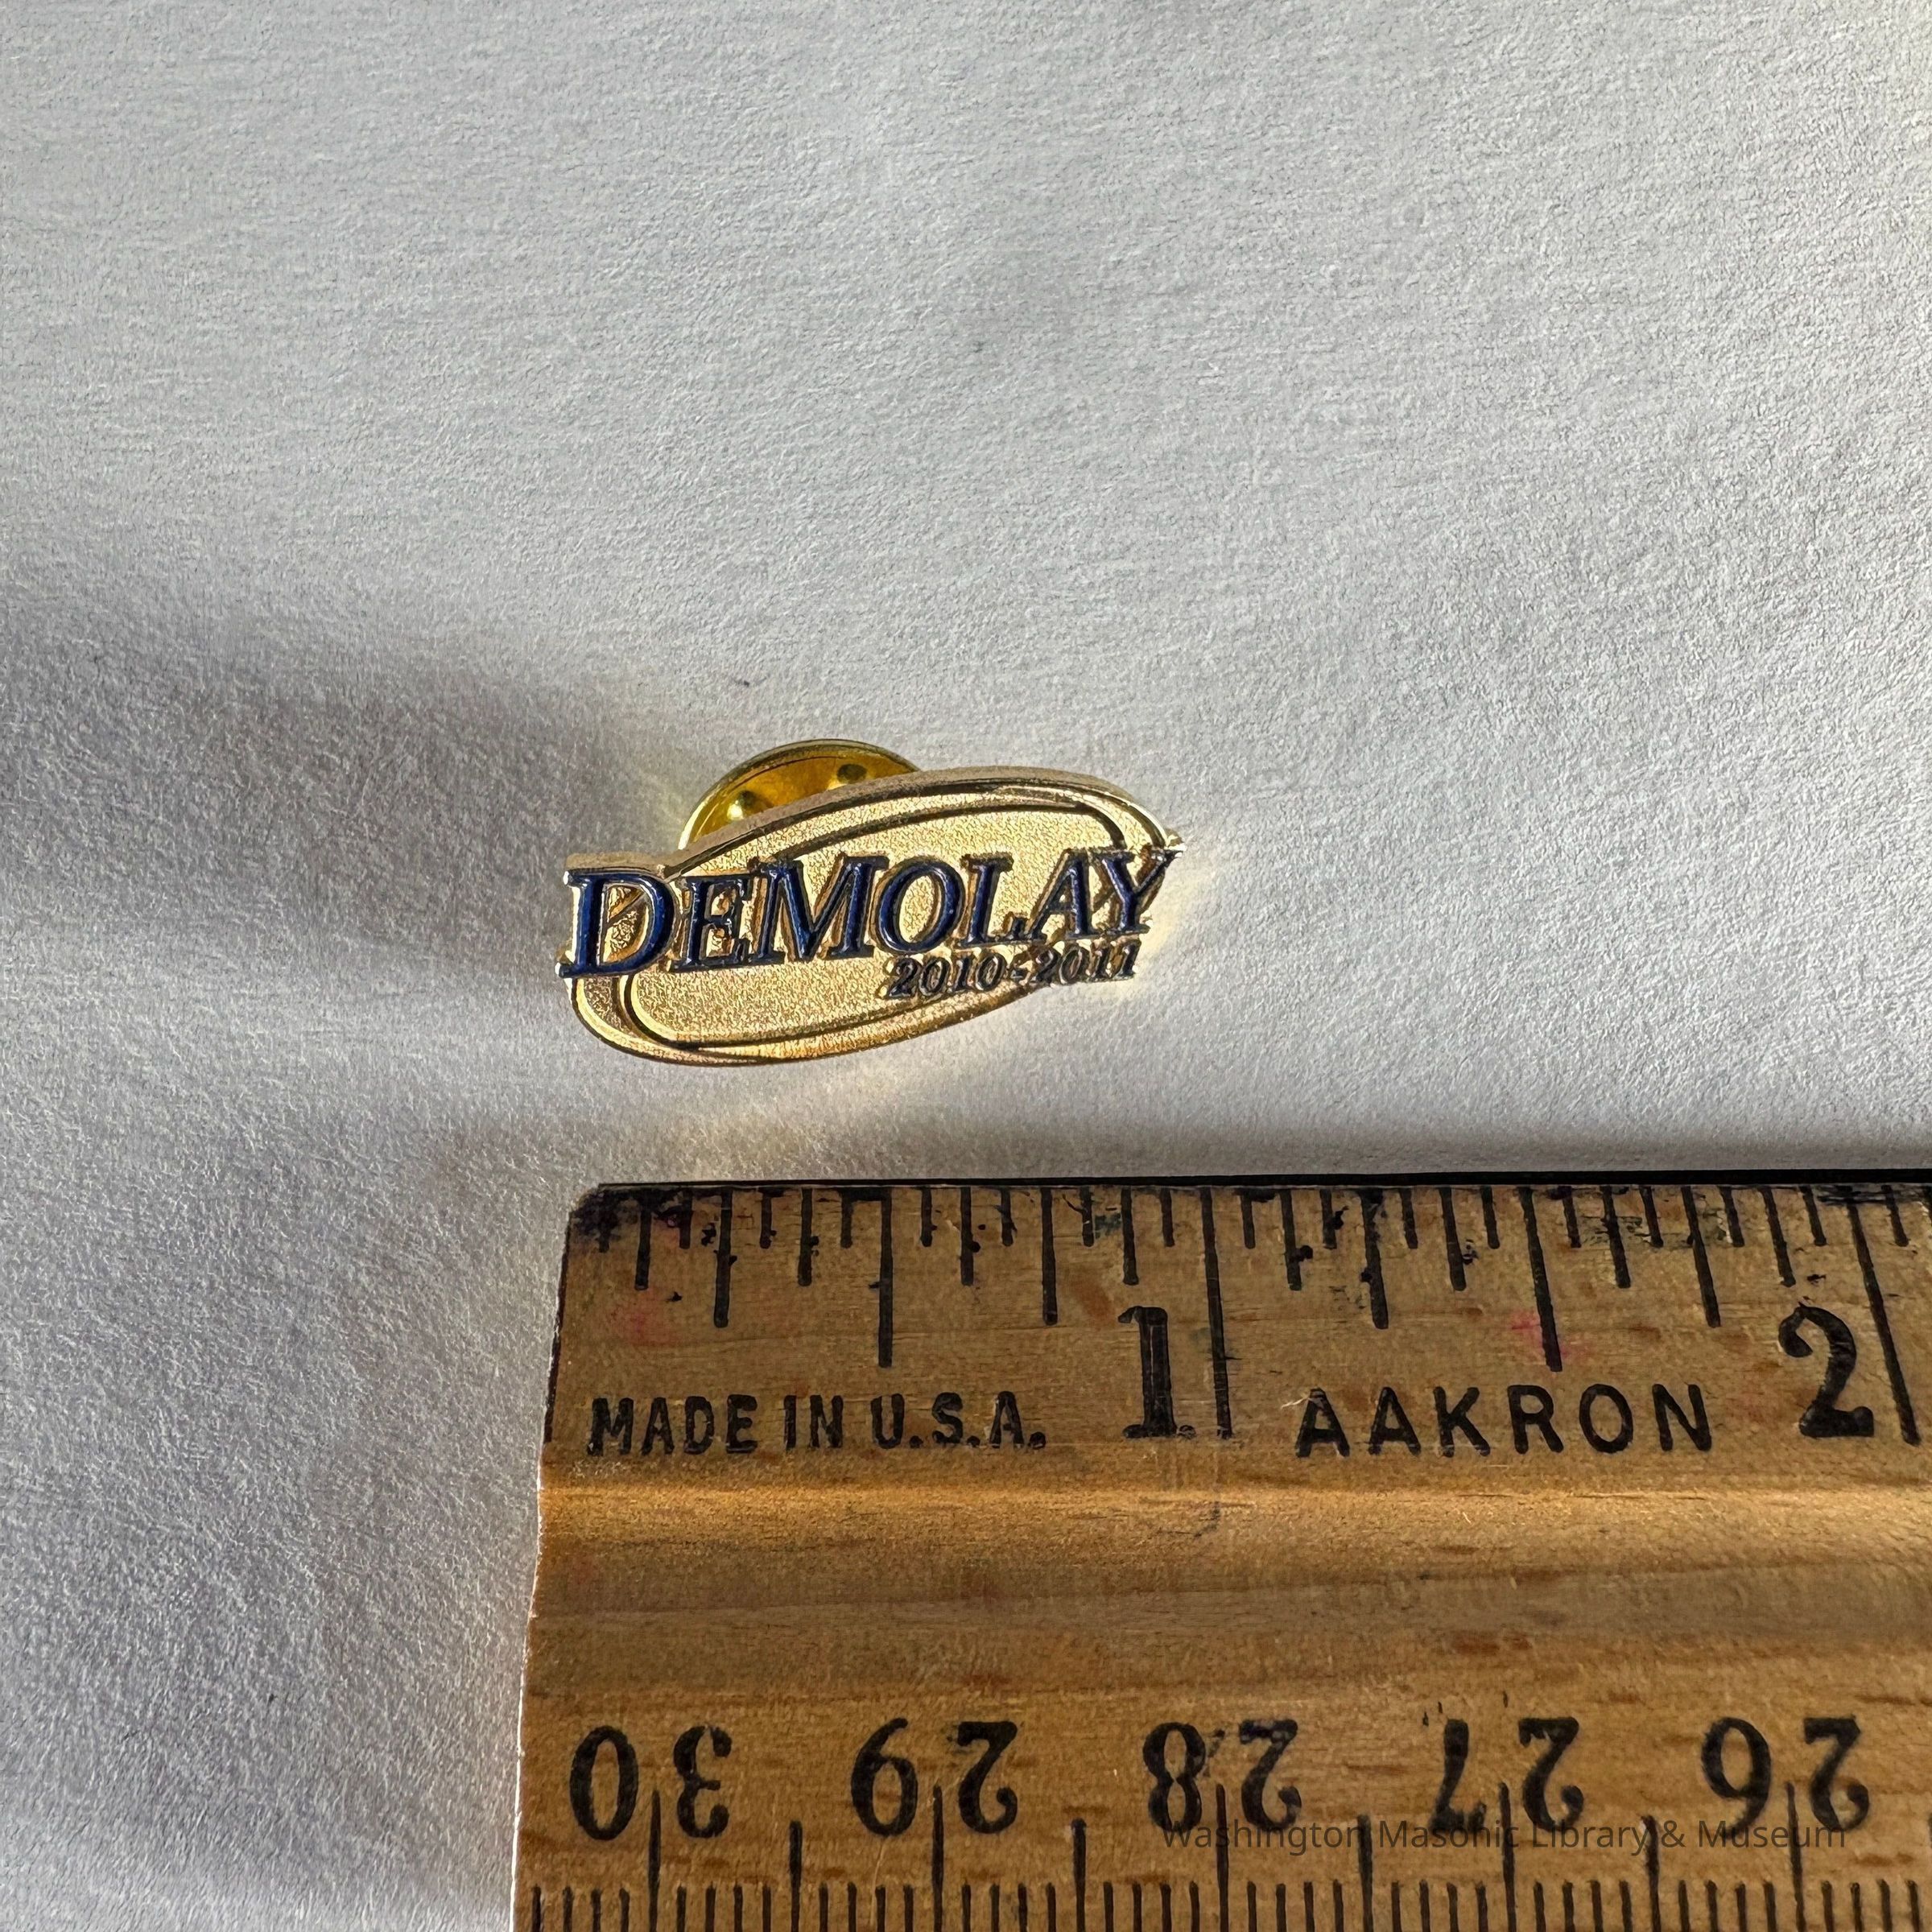 DEMOLAY
2010-2011
1 2
MADE IN U.S.A. AAKRON
30 29 28 27 26
Washington Masonic Library & Museum